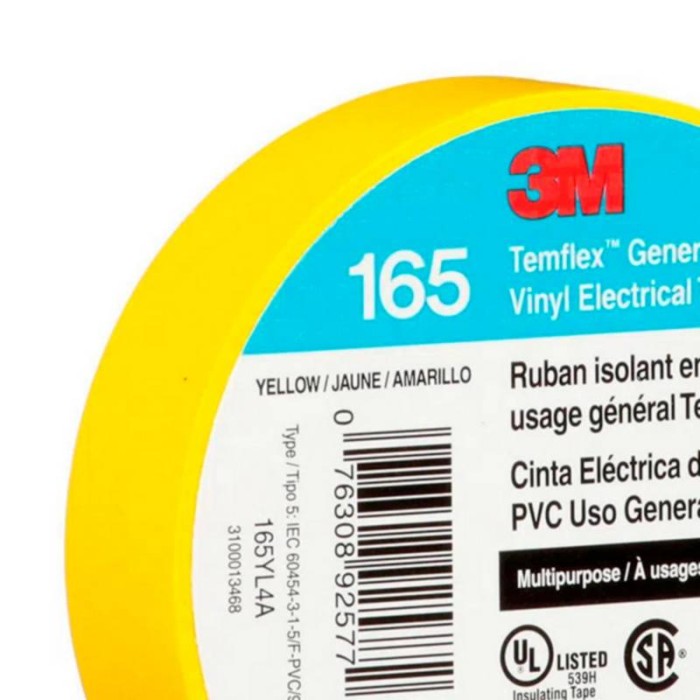 3M
165
Temflex™ Gener
Vinyl Electrical
YELLOW / JAUNE / AMARILLO
Ruban isolant en
usage général Te
Cinta Eléctrica d
PVC Uso Genera
Multipurpose / À usages
0 76308 92577
Type / Tipo 5: IEC 60454-3-1-5/F-PVC/9
165YL4A
3100013468
UL LISTED
539H
Insulating Tape
SA®